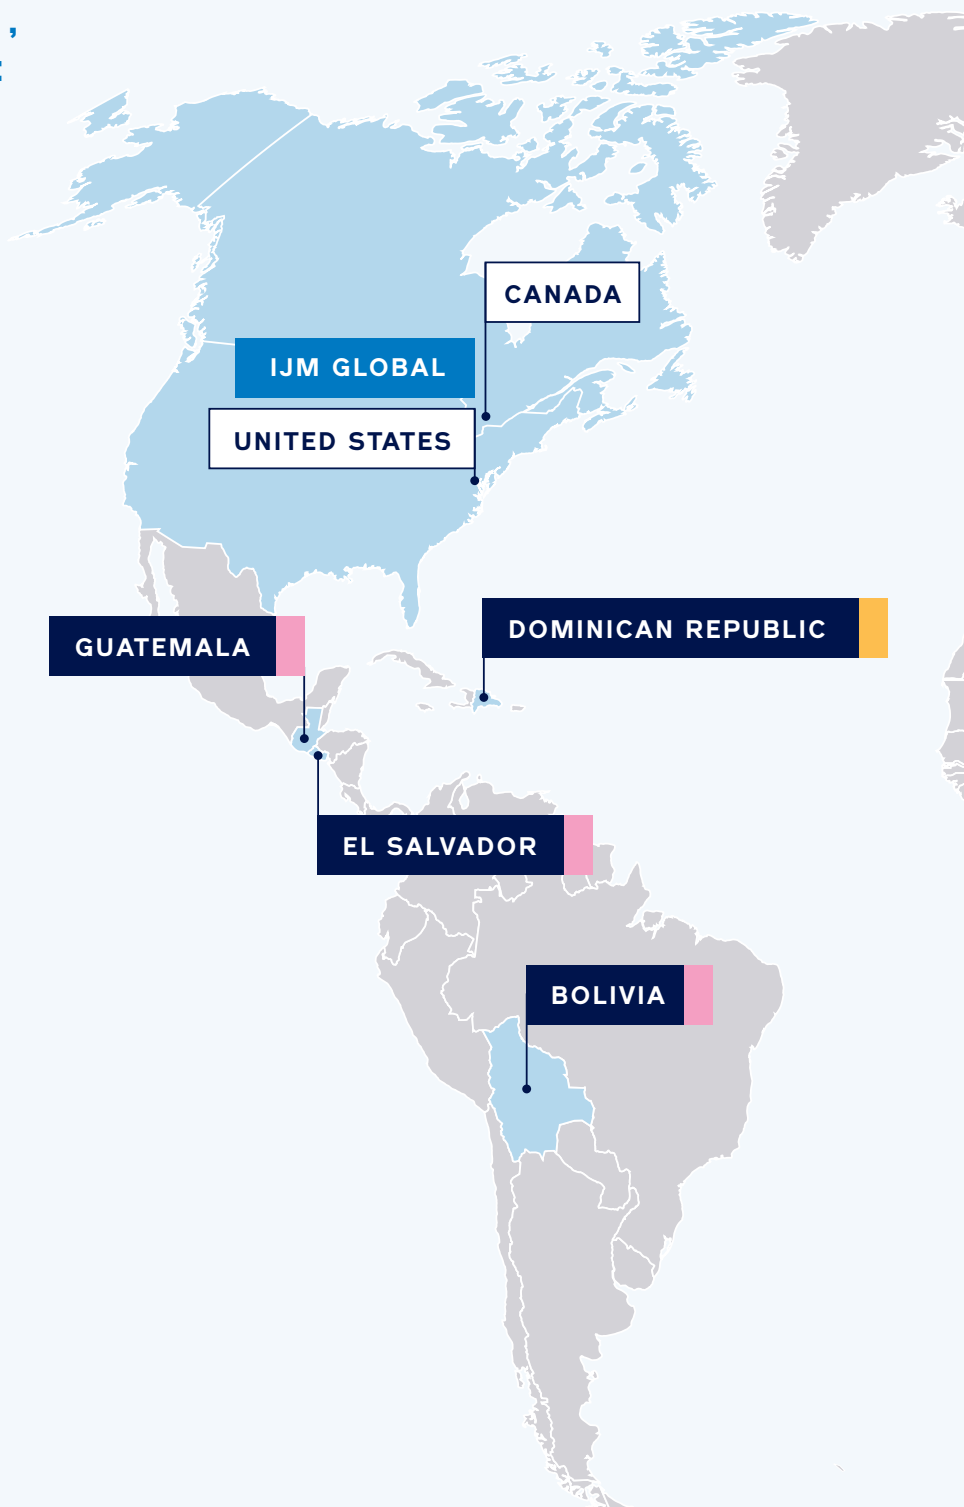 CANADA
IJM GLOBAL
UNITED STATES
DOMINICAN REPUBLIC
GUATEMALA
EL SALVADOR
BOLIVIA